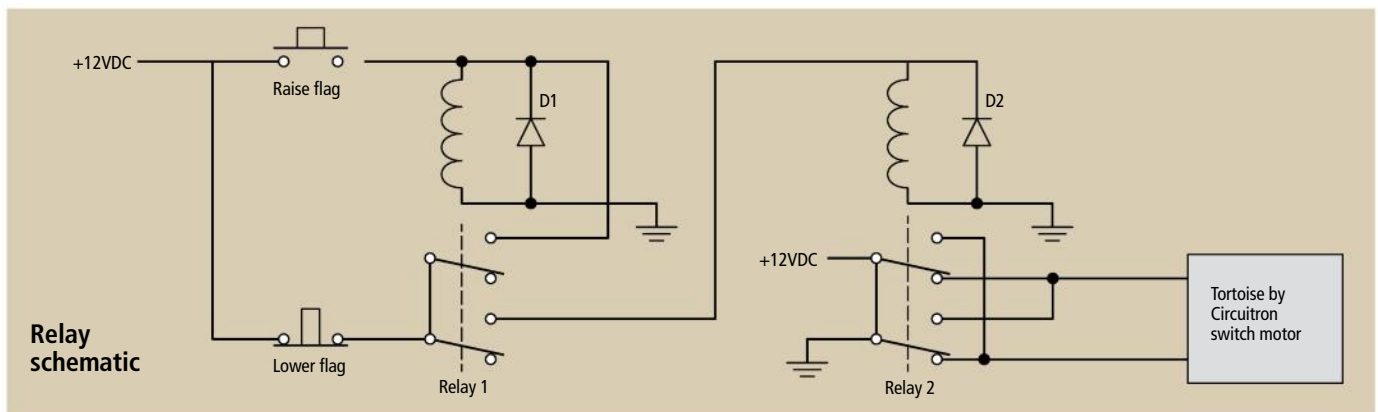 +12VDC
Raise flag
D1
D2
+12VDC
Tortoise by
Circuitron
switch motor
Relay
schematic
Lower flag
Relay 1
Relay 2